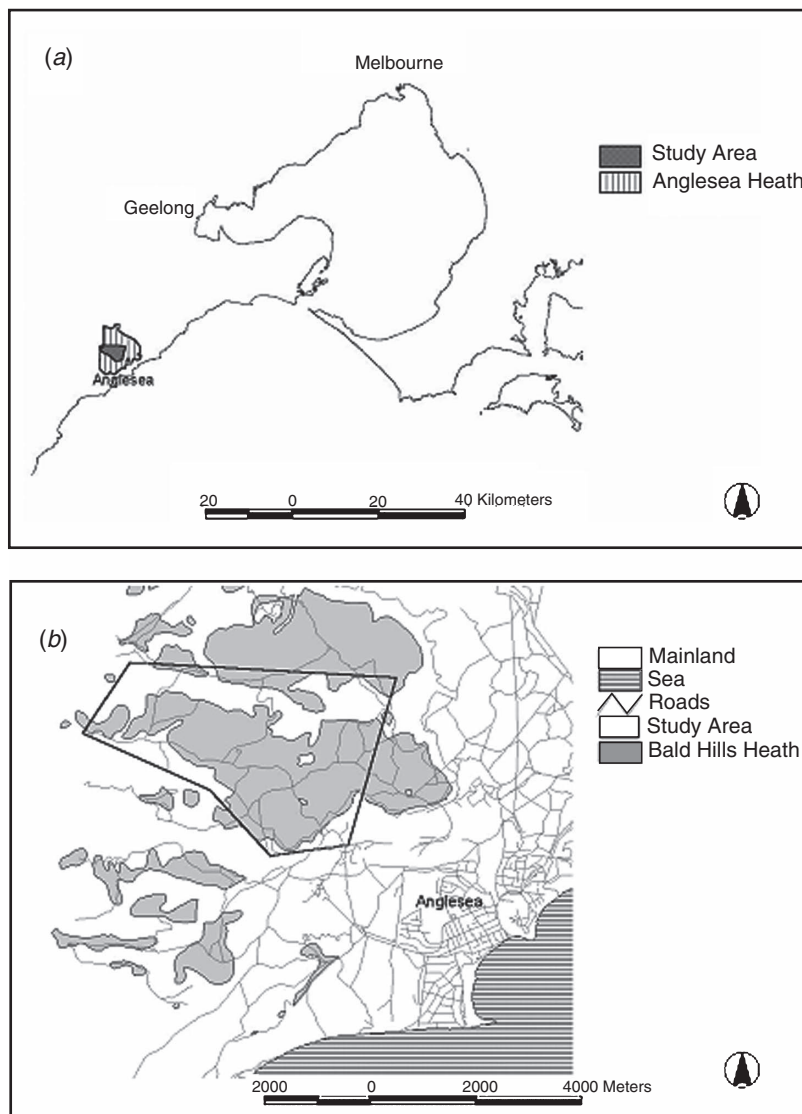 (a)
Melbourne
Study Area
Anglesea Heath
Geelong
Anglesea
20 0 20 40 Kilometers
(b)
Mainland
Sea
Roads
Study Area
Bald Hills Heath
Anglesea
2000 0 2000 4000 Meters